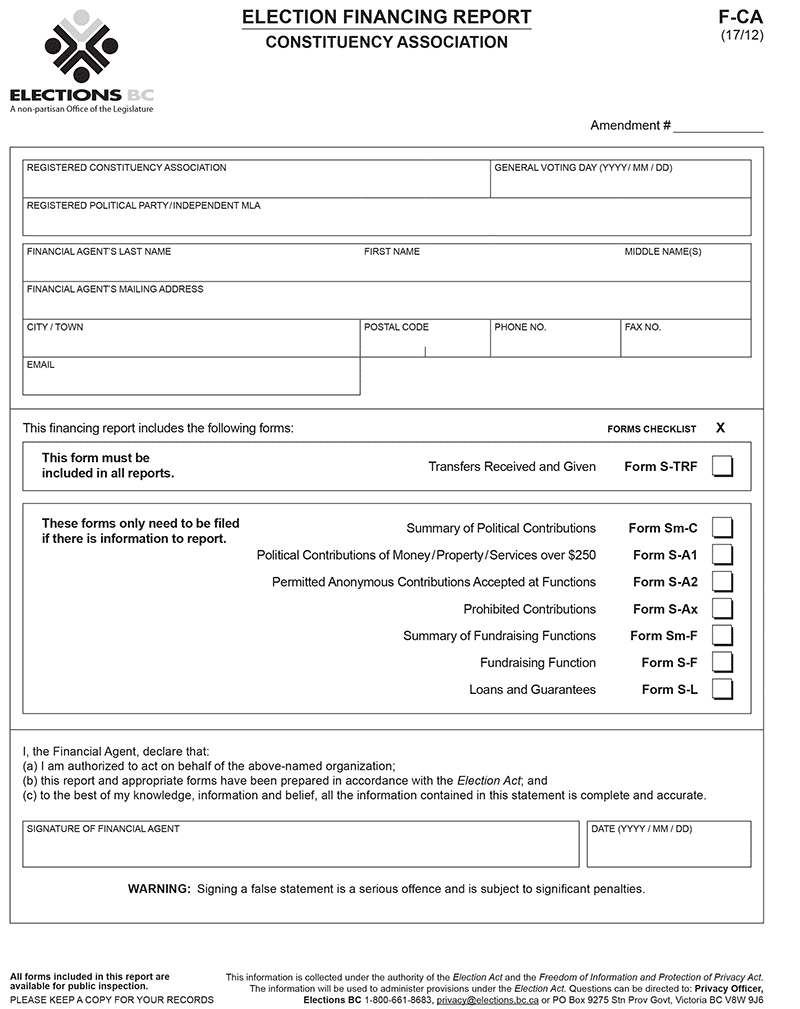 ELECTION FINANCING REPORT
CONSTITUENCY ASSOCIATION
F-CA
(17/12)
ELECTIONS BC
A non-partisan Office of the Legislature
Amendment # ____________
REGISTERED CONSTITUENCY ASSOCIATION
GENERAL VOTING DAY (YYYY/ MM / DD)
REGISTERED POLITICAL PARTY/INDEPENDENT MLA
FINANCIAL AGENT'S LAST NAME
FIRST NAME
MIDDLE NAME(S)
FINANCIAL AGENT'S MAILING ADDRESS
CITY / TOWN
POSTAL CODE
PHONE NO.
FAX NO.
EMAIL
This financing report includes the following forms:
FORMS CHECKLIST X
This form must be
included in all reports.
Transfers Received and Given Form S-TRF
These forms only need to be filed
if there is information to report.
Summary of Political Contributions Form Sm-C
Political Contributions of Money/Property/Services over $250 Form S-A1
Permitted Anonymous Contributions Accepted at Functions Form S-A2
Prohibited Contributions Form S-Ax
Summary of Fundraising Functions Form Sm-F
Fundraising Function Form S-F
Loans and Guarantees Form S-L
I, the Financial Agent, declare that:
(a) I am authorized to act on behalf of the above-named organization;
(b) this report and appropriate forms have been prepared in accordance with the Election Act; and
(c) to the best of my knowledge, information and belief, all the information contained in this statement is complete and accurate.
SIGNATURE OF FINANCIAL AGENT
DATE (YYYY / MM / DD)
WARNING: Signing a false statement is a serious offence and is subject to significant penalties.
All forms included in this report are
available for public inspection.
PLEASE KEEP A COPY FOR YOUR RECORDS
This information is collected under the authority of the Election Act and the Freedom of Information and Protection of Privacy Act.
The information will be used to administer provisions under the Election Act. Questions can be directed to: Privacy Officer,
Elections BC 1-800-661-8683, privacy@elections.bc.ca or PO Box 9275 Stn Prov Govt, Victoria BC V8W 9J6